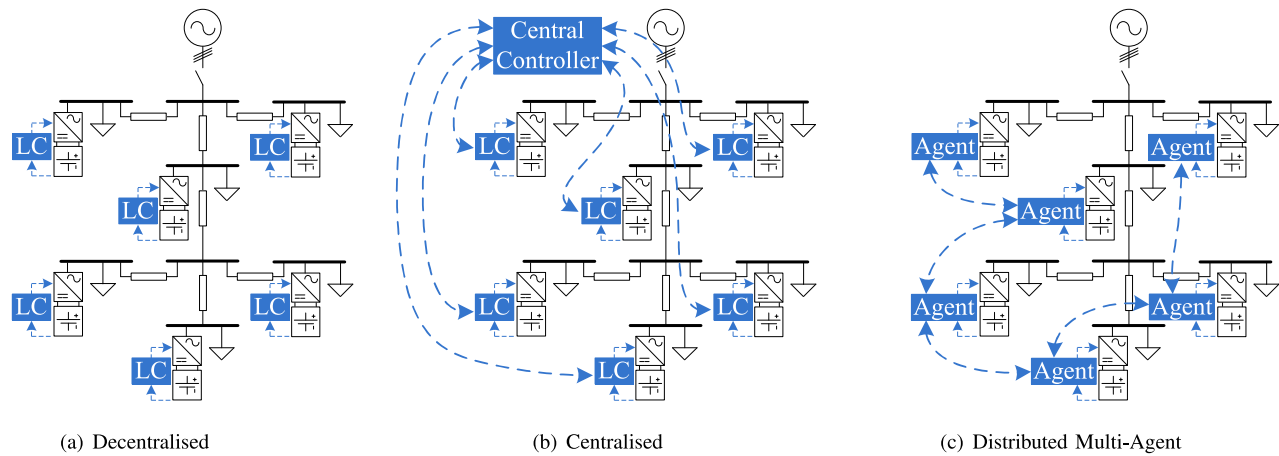 Central
Controller
LC
LC
LC
LC
LC
LC
LC
LC
LC
LC
LC
LC
Agent
Agent
Agent
Agent
Agent
Agent
(a) Decentralised
(b) Centralised
(c) Distributed Multi-Agent